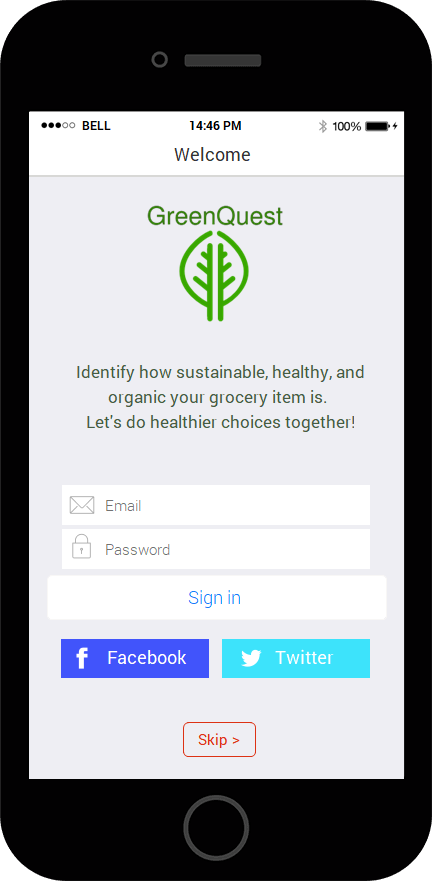 BELL 14:46 PM 100%
Welcome
GreenQuest
Identify how sustainable, healthy, and
organic your grocery item is.
Let's do healthier choices together!
Email
Password
Sign in
Facebook Twitter
Skip >